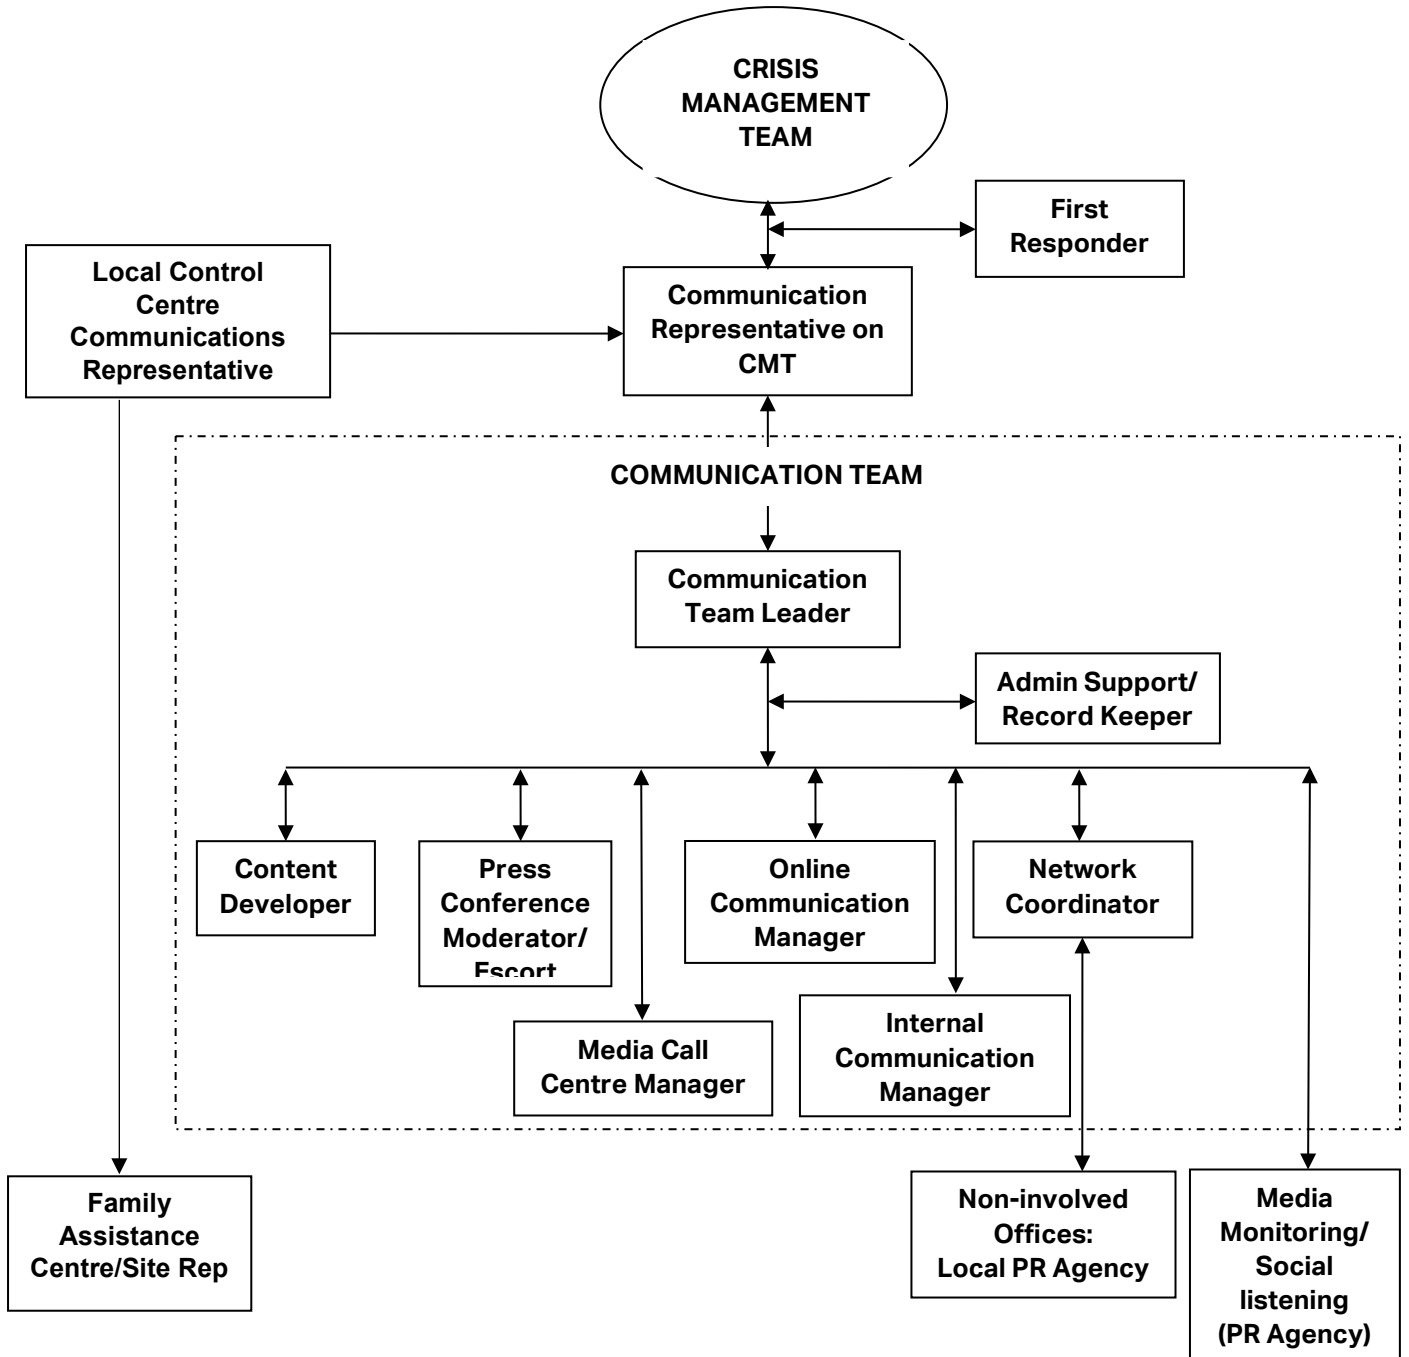 CRISIS
MANAGEMENT
TEAM
First
Responder
Local Control
Centre
Communications
Representative
Communication
Representative on
CMT
COMMUNICATION TEAM
Communication
Team Leader
Admin Support/
Record Keeper
Content
Developer
Press
Conference
Moderator/
Escort
Online
Communication
Manager
Network
Coordinator
Media Call
Centre Manager
Internal
Communication
Manager
Family
Assistance
Centre/Site Rep
Non-involved
Offices:
Local PR Agency
Media
Monitoring/
Social
listening
(PR Agency)